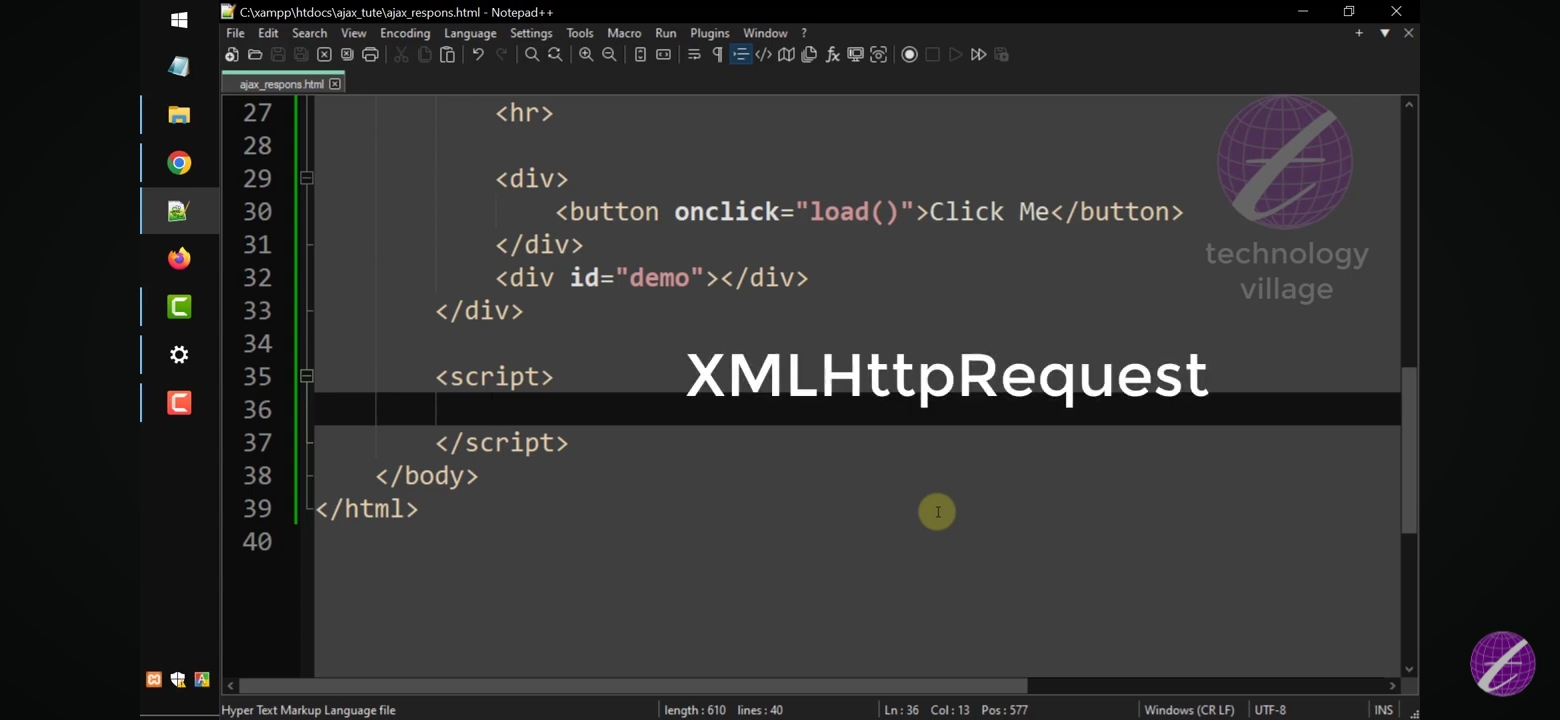 C:\xampp\htdocs\ajax_tute\ajax_respons.html - Notepad++
File Edit Search View Encoding Language Settings Tools Macro Run Plugins Window ?
ajax_respons.html
27 <hr>
28
29 <div>
30 <button onclick="load()">Click Me</button>
31 </div>
32 <div id="demo"></div>
33 </div>
34
35 <script>
36
37 </script>
38 </body>
39 </html>
40
technology
village
XMLHttpRequest
Hyper Text Markup Language file length : 610 lines : 40 Ln : 36 Col : 13 Pos : 577 Windows (CR LF) UTF-8 INS